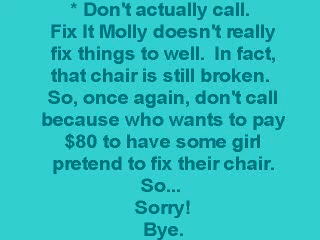 * Don't actually call.
Fix It Molly doesn't really
fix things to well.  In fact,
that chair is still broken.
So, once again, don't call
because who wants to pay
$80 to have some girl
pretend to fix their chair.
So...
Sorry!
Bye.